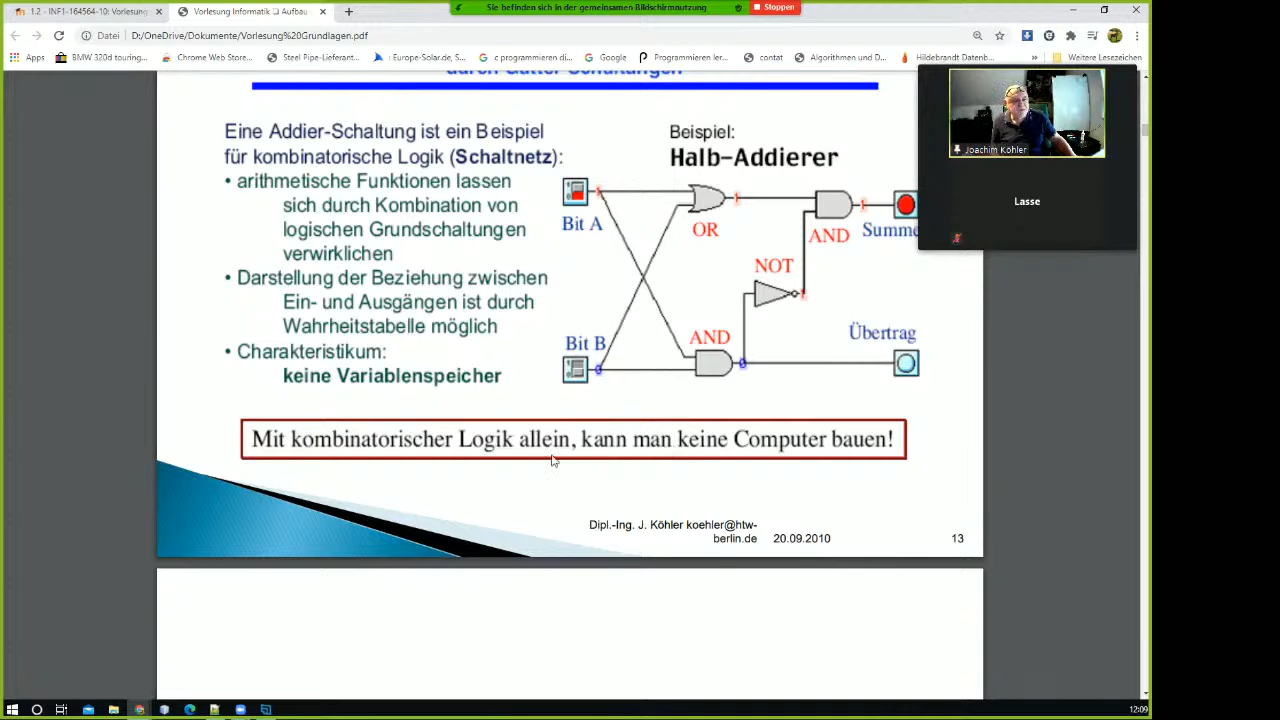 1.2 - INF1-164564-10: Vorlesung
Vorlesung Informatik
Aufbau
Sie befinden sich in der gemeinsamen Bildschirmnutzung
Stoppen
Datei
D:/OneDrive/Dokumente/Vorlesung%20Grundlagen.pdf
Apps
BMW 320d touring...
Chrome Web Store...
Steel Pipe-Lieferant...
: Europe-Solar.de, S...
c programmieren di...
Google
Programmieren ler...
contat
Algorithmen und D...
Hildebrandt Datenb...
»
Weitere Lesezeichen
durch Gatter-Schaltungen
Eine Addier-Schaltung ist ein Beispiel
für kombinatorische Logik (Schaltnetz):
• arithmetische Funktionen lassen
sich durch Kombination von
logischen Grundschaltungen
verwirklichen
• Darstellung der Beziehung zwischen
Ein- und Ausgängen ist durch
Wahrheitstabelle möglich
• Charakteristikum:
keine Variablenspeicher
Beispiel:
Halb-Addierer
Bit A
OR
AND
Summe
NOT
Bit B
AND
Übertrag
Mit kombinatorischer Logik allein, kann man keine Computer bauen!
Dipl.-Ing. J. Köhler koehler@htw-
berlin.de
20.09.2010
13
Joachim Köhler
Lasse
12:09